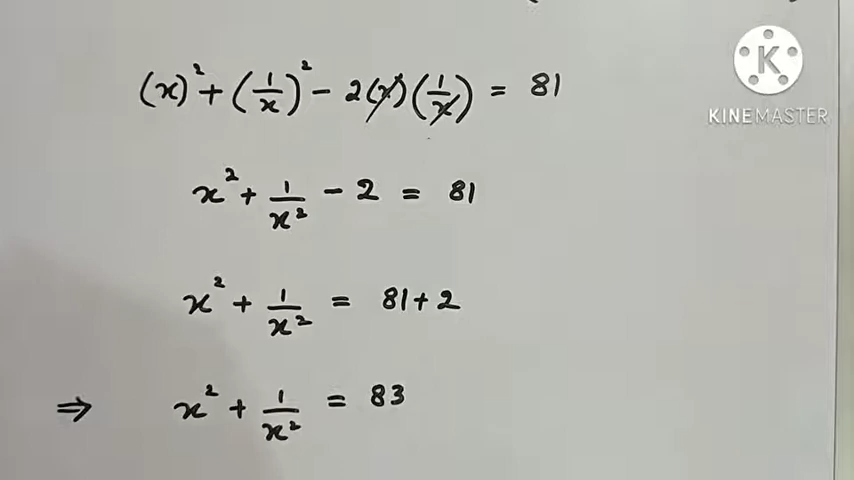 (x)² + (1/x)² - 2(x)(1/x) = 81
K
KINEMASTER
x² + 1/x² - 2 = 81
x² + 1/x² = 81 + 2
⇒ x² + 1/x² = 83